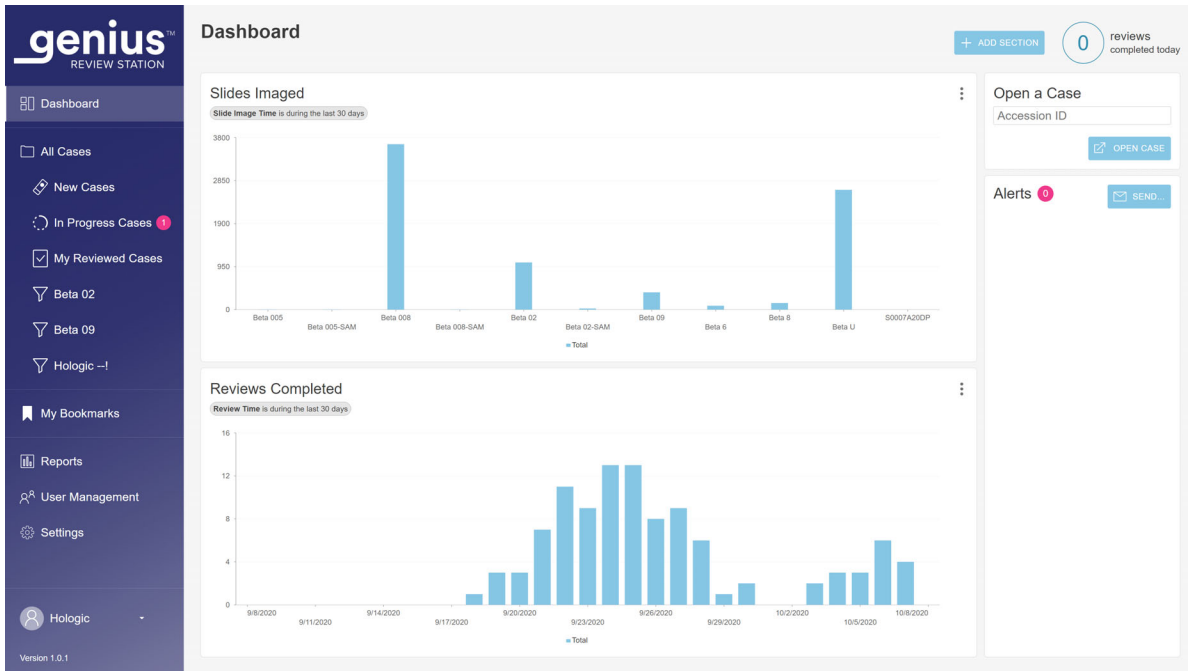 genius™
REVIEW STATION
Dashboard
All Cases
New Cases
In Progress Cases 1
My Reviewed Cases
Beta 02
Beta 09
Hologic --!
My Bookmarks
Reports
User Management
Settings
Hologic
Version 1.0.1
Dashboard
+ ADD SECTION
0 reviews
completed today
Slides Imaged
Slide Image Time is during the last 30 days
3800
2850
1900
950
0
Beta 005
Beta 005-SAM
Beta 008
Beta 008-SAM
Beta 02
Beta 02-SAM
Beta 09
Beta 6
Beta 8
Beta U
S0007A20DP
Total
Reviews Completed
Review Time is during the last 30 days
16
12
8
4
0
9/8/2020
9/11/2020
9/14/2020
9/17/2020
9/20/2020
9/23/2020
9/26/2020
9/29/2020
10/2/2020
10/5/2020
10/8/2020
Total
Open a Case
Accession ID
OPEN CASE
Alerts 0
SEND...